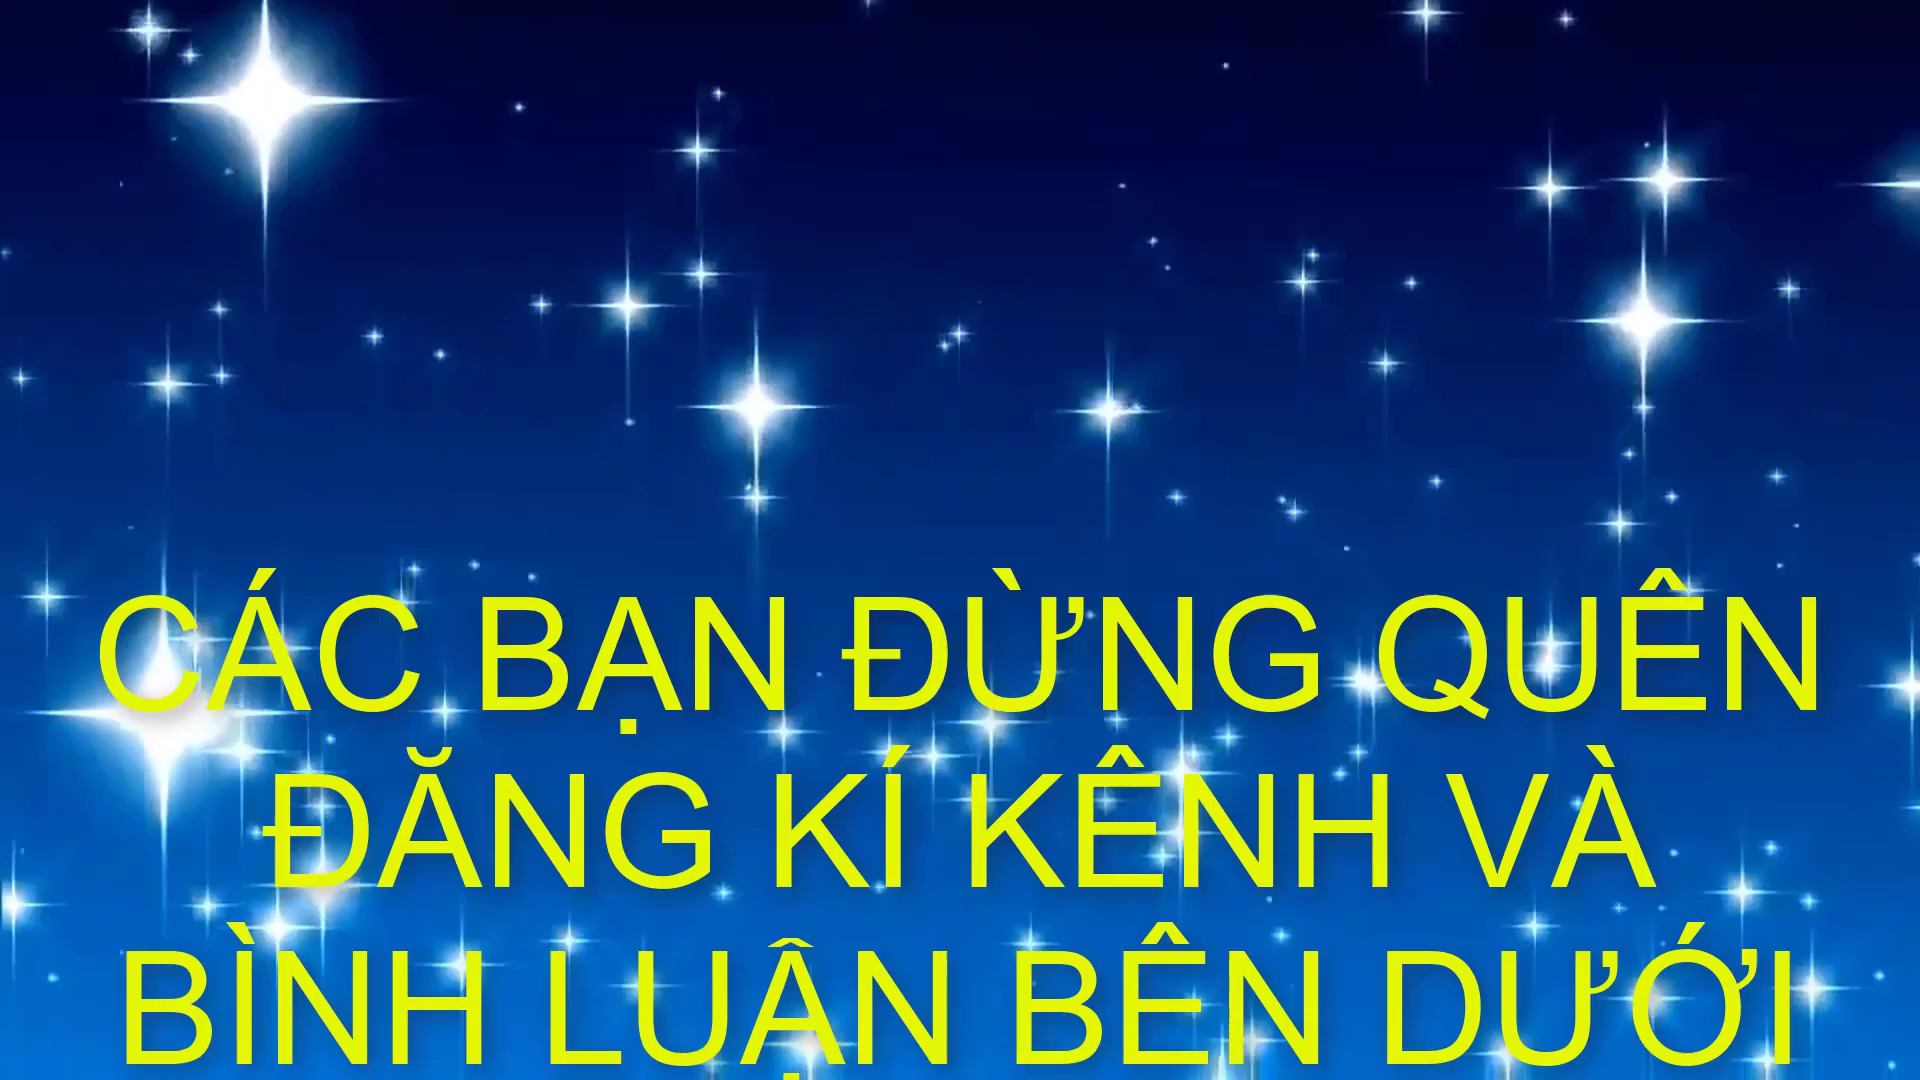 CÁC BẠN ĐỪNG QUÊN
ĐĂNG KÍ KÊNH VÀ
BÌNH LUẬN BÊN DƯỚI